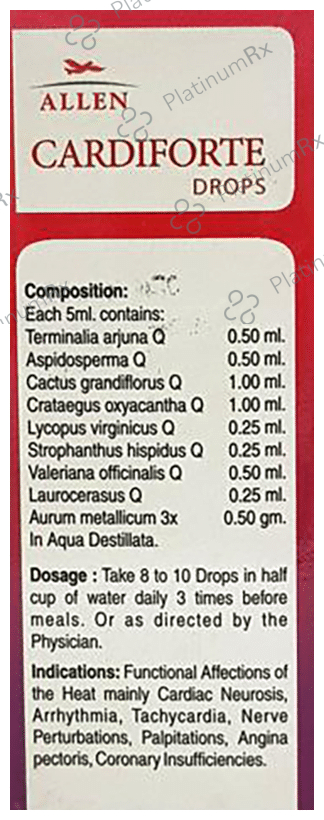 PlatinumRx
ALLEN
CARDIFORTE
DROPS
PlatinumRx
Composition:
Each 5ml. contains:
Terminalia arjuna Q 0.50 ml.
Aspidosperma Q 0.50 ml.
Cactus grandiflorus Q 1.00 ml.
Crataegus oxyacantha Q 1.00 ml.
Lycopus virginicus Q 0.25 ml.
Strophanthus hispidus Q 0.25 ml.
Valeriana officinalis Q 0.50 ml.
Laurocerasus Q 0.25 ml.
Aurum metallicum 3x 0.50 gm.
In Aqua Destillata.
Dosage : Take 8 to 10 Drops in half
cup of water daily 3 times before
meals. Or as directed by the
Physician.
Indications: Functional Affections of
the Heat mainly Cardiac Neurosis,
Arrhythmia, Tachycardia, Nerve
Perturbations, Palpitations, Angina
pectoris, Coronary Insufficiencies.